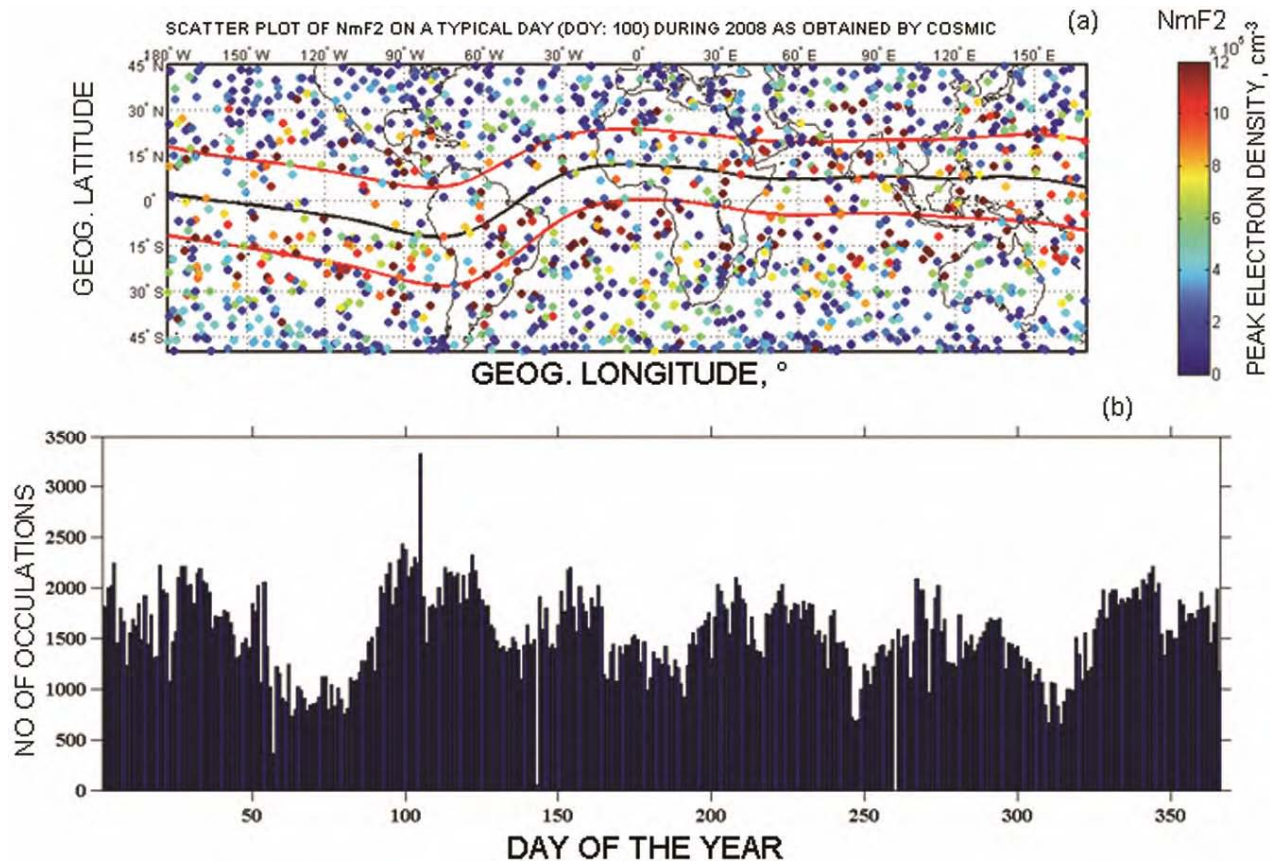 (a)
NmF2
SCATTER PLOT OF NmF2 ON A TYPICAL DAY (DOY: 100) DURING 2008 AS OBTAINED BY COSMIC
180° W 150° W 120° W 90° W 60° W 30° W 0° 30° E 60° E 90° E 120° E 150° E
45° N
30° N
15° N
0°
15° S
30° S
45° S
GEOG. LATITUDE
GEOG. LONGITUDE, °
x 10⁵
12
10
8
6
4
2
0
PEAK ELECTRON DENSITY, cm-3
(b)
3500
3000
2500
2000
1500
1000
500
0
NO OF OCCULATIONS
50 100 150 200 250 300 350
DAY OF THE YEAR